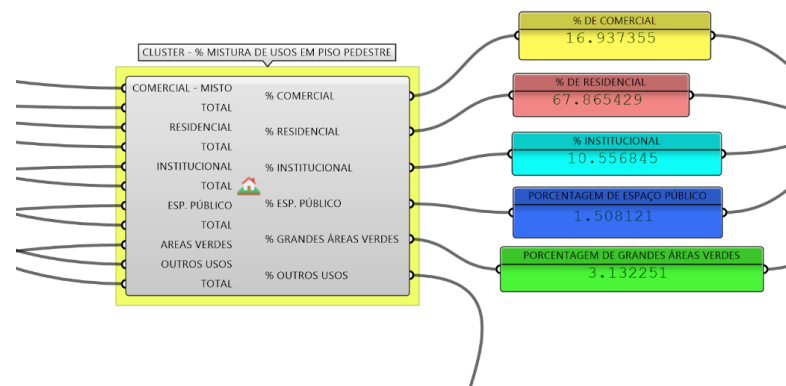 CLUSTER - % MISTURA DE USOS EM PISO PEDESTRE
COMERCIAL - MISTO
TOTAL
RESIDENCIAL
TOTAL
INSTITUCIONAL
TOTAL
ESP. PÚBLICO
TOTAL
AREAS VERDES
OUTROS USOS
TOTAL
% COMERCIAL
% RESIDENCIAL
% INSTITUCIONAL
% ESP. PÚBLICO
% GRANDES ÁREAS VERDES
% OUTROS USOS
% DE COMERCIAL
16.937355
% DE RESIDENCIAL
67.865429
% INSTITUCIONAL
10.556845
PORCENTAGEM DE ESPAÇO PÚBLICO
1.508121
PORCENTAGEM DE GRANDES ÁREAS VERDES
3.132251